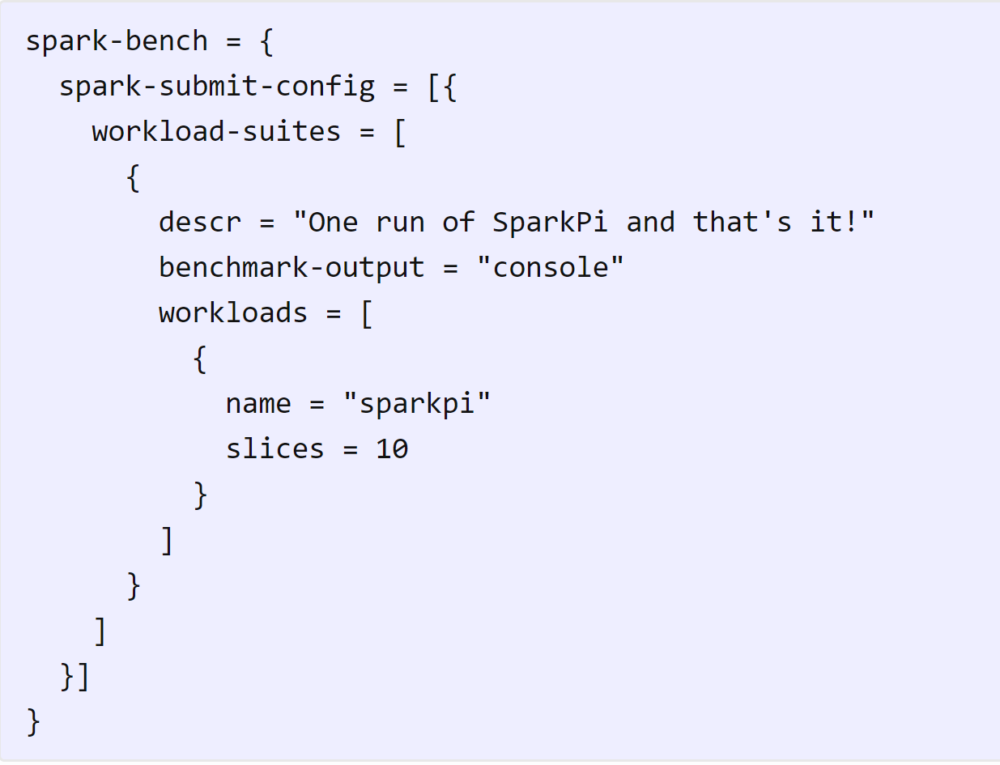 spark-bench = {
  spark-submit-config = [{
    workload-suites = [
      {
        descr = "One run of SparkPi and that's it!"
        benchmark-output = "console"
        workloads = [
          {
            name = "sparkpi"
            slices = 10
          }
        ]
      }
    ]
  }]
}